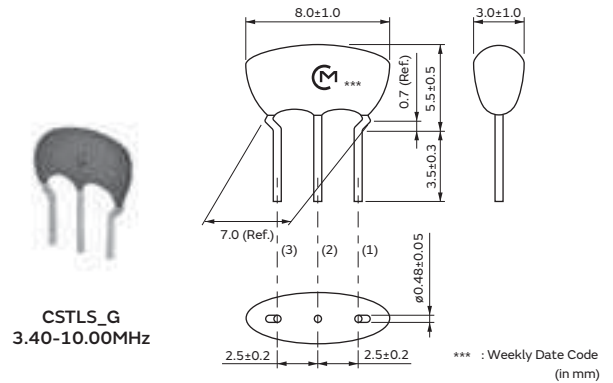 8.0±1.0
3.0±1.0
M ***
0.7 (Ref.)
5.5±0.5
3.5±0.3
7.0 (Ref.)
(3)
(2)
(1)
ø0.48±0.05
CSTLS_G
3.40-10.00MHz
2.5±0.2
2.5±0.2
*** : Weekly Date Code
(in mm)